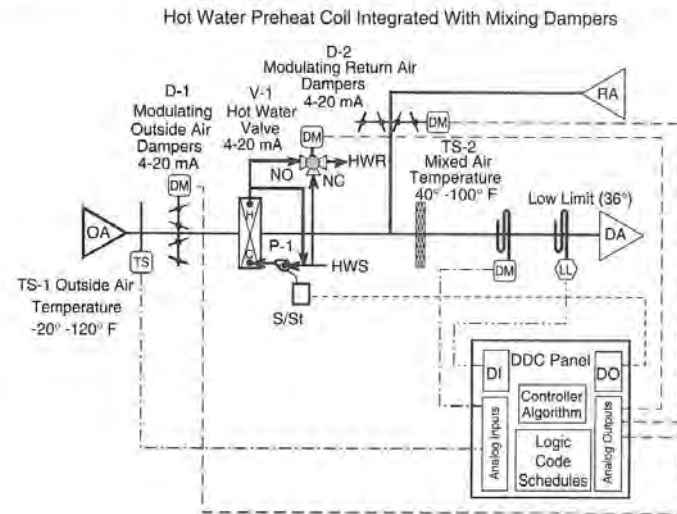 Hot Water Preheat Coil Integrated With Mixing Dampers
D-2
Modulating Return Air
Dampers
4-20 mA
D-1
Modulating
Outside Air
Dampers
4-20 mA
V-1
Hot Water
Valve
4-20 mA
RA
DM
DM
DM
TS-2
Mixed Air
Temperature
40° -100° F
HWR
NO
NC
Low Limit (36°)
OA
H
C
P-1
DA
TS
HWS
DM
LL
TS-1 Outside Air
Temperature
-20° -120° F
S/St
DI
DDC Panel
DO
Controller
Algorithm
Analog Inputs
Analog Outputs
Logic
Code
Schedules